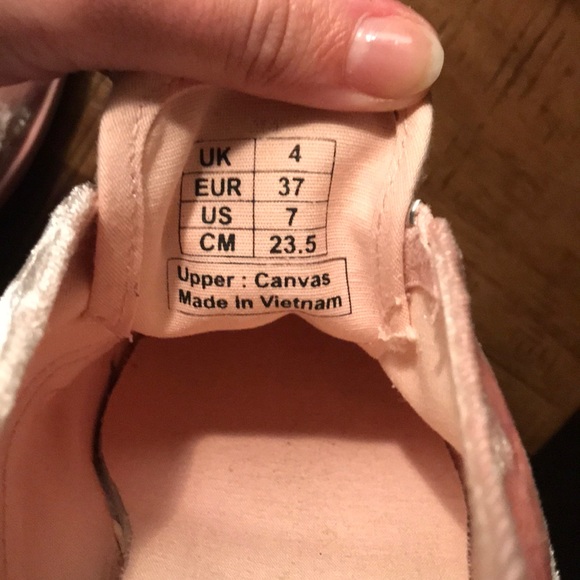 UK 4
EUR 37
US 7
CM 23.5
Upper : Canvas
Made In Vietnam